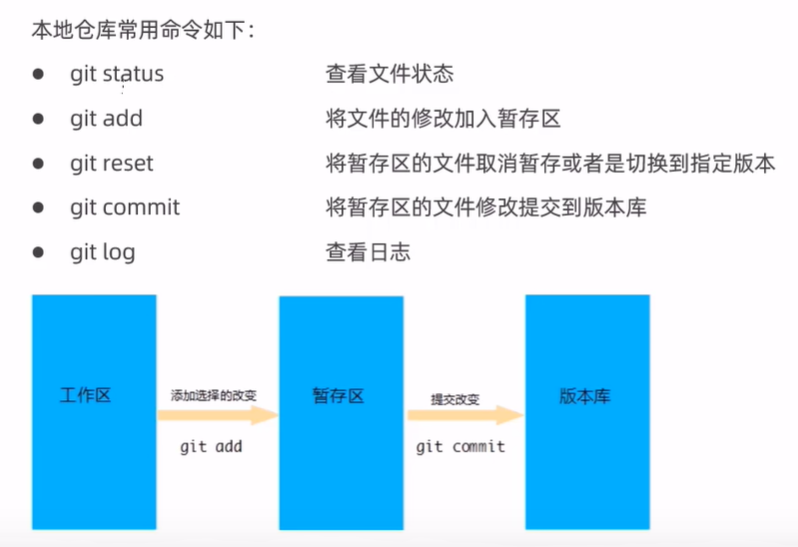 本地仓库常用命令如下：
● git status 查看文件状态
● git add 将文件的修改加入暂存区
● git reset 将暂存区的文件取消暂存或者是切换到指定版本
● git commit 将暂存区的文件修改提交到版本库
● git log 查看日志
工作区 添加选择的改变 暂存区 提交改变 版本库
git add git commit